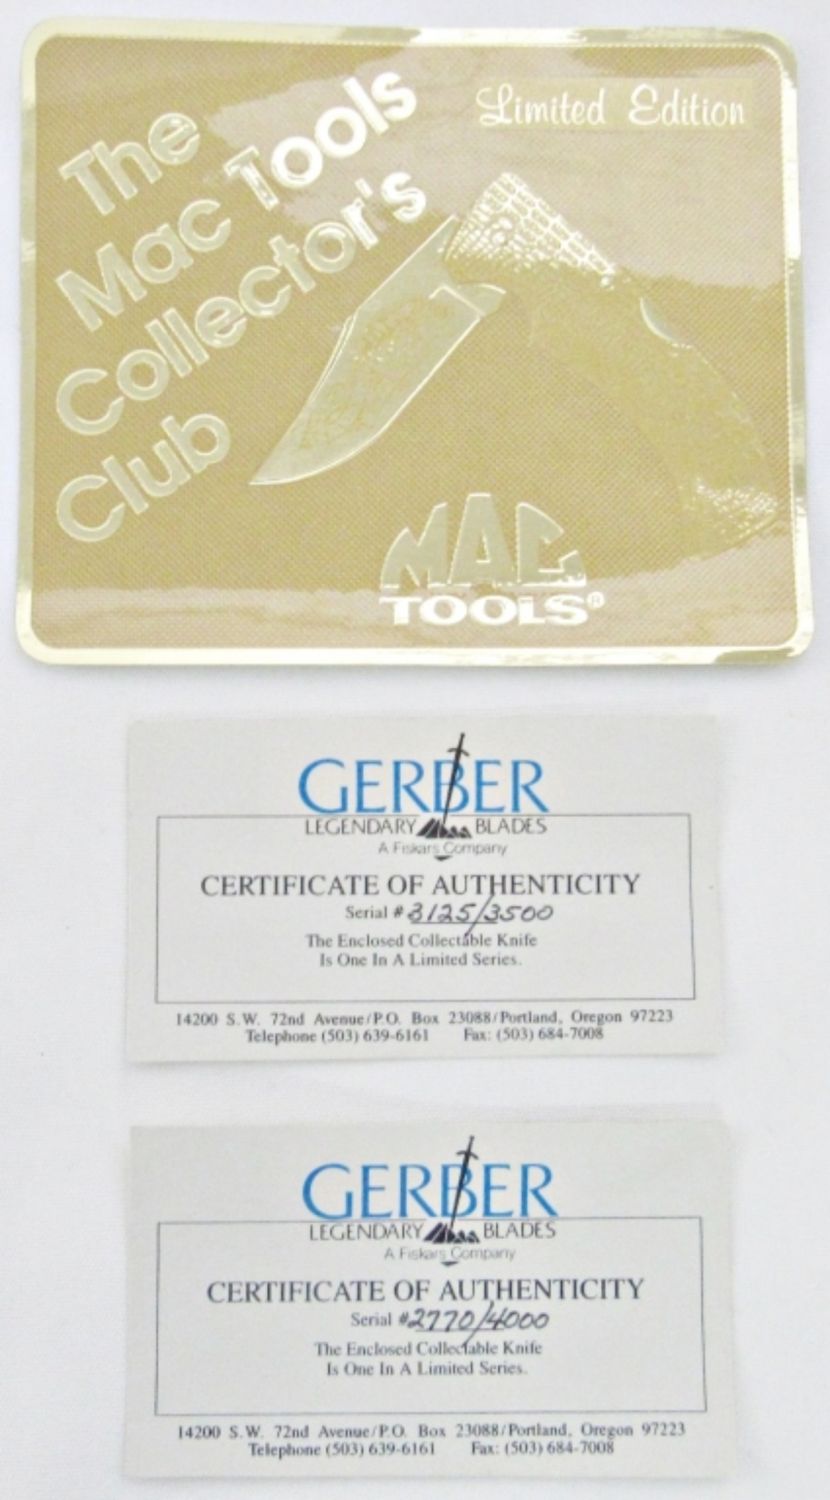 The
Mac Tools
Collector's
Club
Limited Edition
MAC
TOOLS®
GERBER
LEGENDARY BLADES
A Fiskars Company
CERTIFICATE OF AUTHENTICITY
Serial # 3125/3500
The Enclosed Collectable Knife
Is One In A Limited Series.
14200 S.W. 72nd Avenue/P.O. Box 23088/Portland, Oregon 97223
Telephone (503) 639-6161 Fax: (503) 684-7008
GERBER
LEGENDARY BLADES
A Fiskars Company
CERTIFICATE OF AUTHENTICITY
Serial # 2770/4000
The Enclosed Collectable Knife
Is One In A Limited Series.
14200 S.W. 72nd Avenue/P.O. Box 23088/Portland, Oregon 97223
Telephone (503) 639-6161 Fax: (503) 684-7008